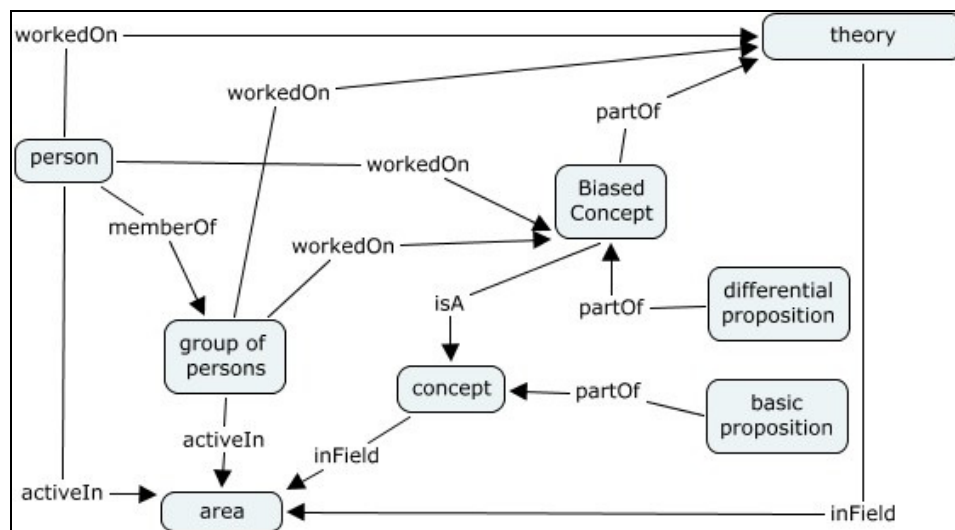 workedOn
theory
workedOn
partOf
person
workedOn
Biased
Concept
memberOf
workedOn
isA
partOf
differential
proposition
group of
persons
concept
partOf
basic
proposition
activeIn
inField
activeIn
area
inField